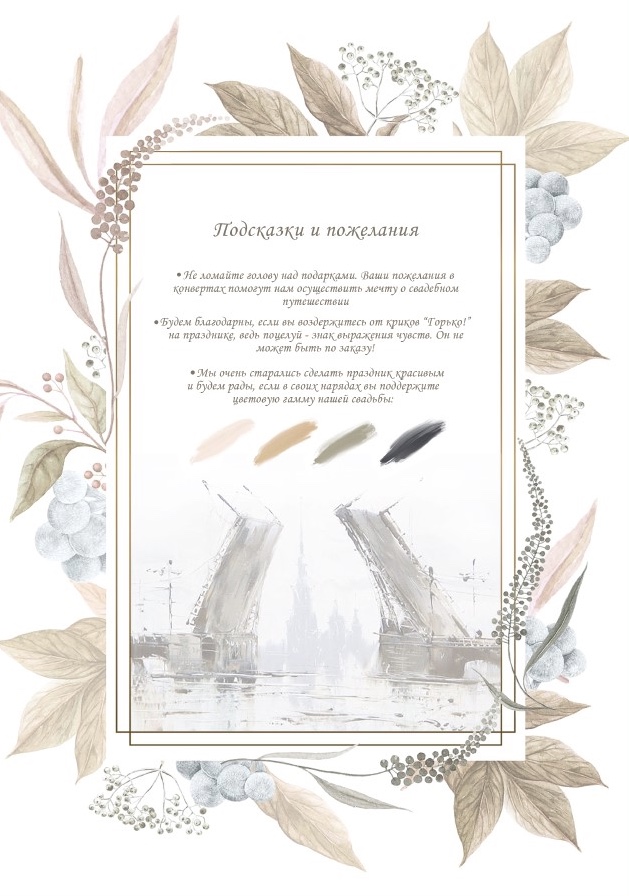 Подсказки и пожелания
•Не ломайте голову над подарками. Ваши пожелания в
конвертах помогут нам осуществить мечту о свадебном
путешествии
•Будем благодарны, если вы воздержитесь от криков “Горько!”
на празднике, ведь поцелуй - знак выражения чувств. Он не
может быть по заказу!
•Мы очень старались сделать праздник красивым
и будем рады, если в своих нарядах вы поддержите
цветовую гамму нашей свадьбы: